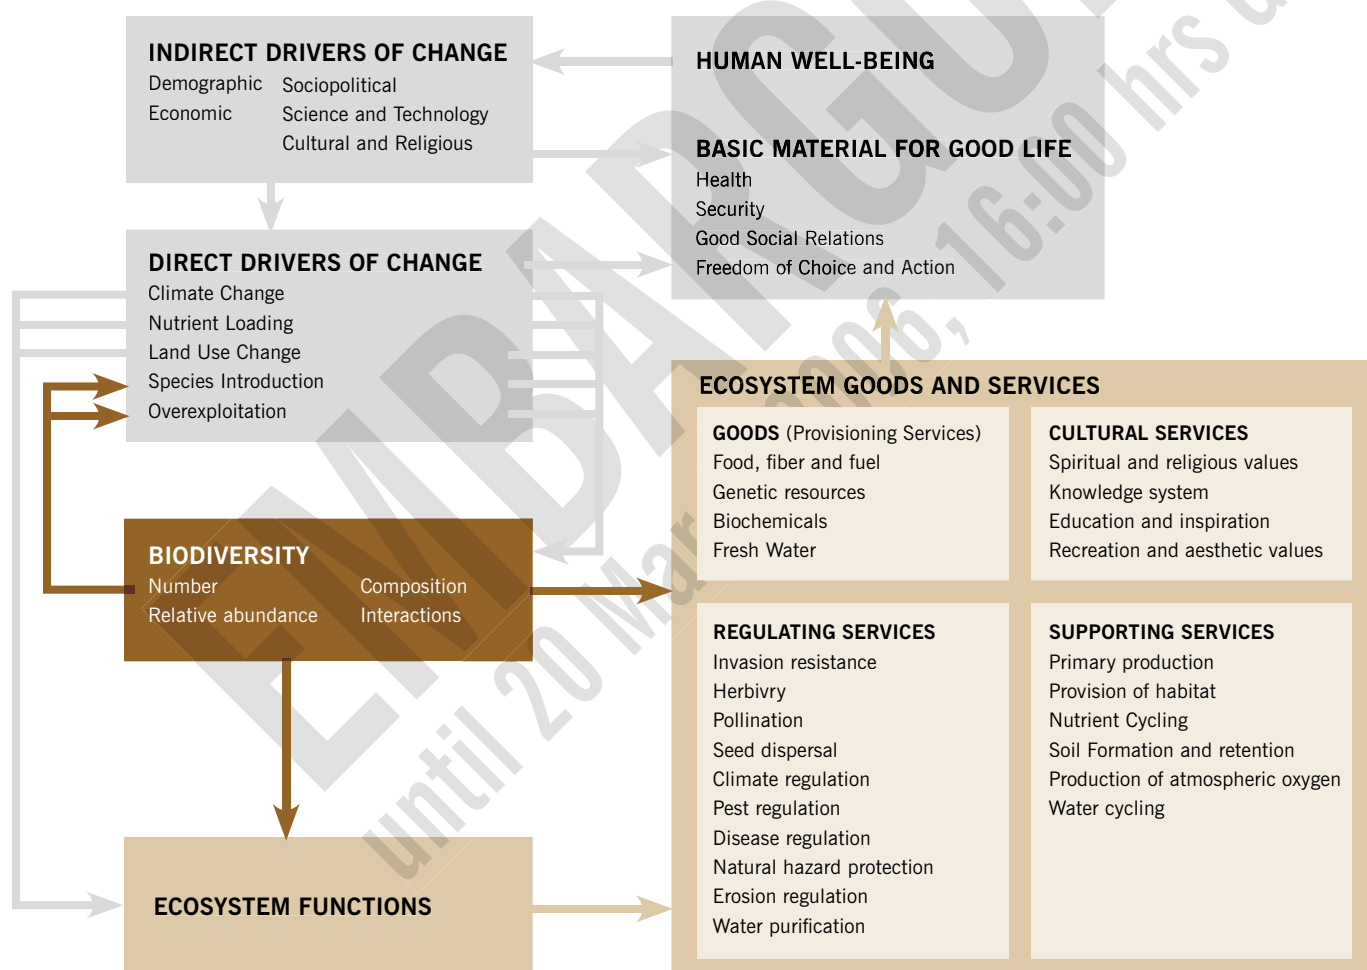 INDIRECT DRIVERS OF CHANGE
Demographic
Economic
Sociopolitical
Science and Technology
Cultural and Religious
HUMAN WELL-BEING
BASIC MATERIAL FOR GOOD LIFE
Health
Security
Good Social Relations
Freedom of Choice and Action
DIRECT DRIVERS OF CHANGE
Climate Change
Nutrient Loading
Land Use Change
Species Introduction
Overexploitation
BIODIVERSITY
Number
Relative abundance
Composition
Interactions
ECOSYSTEM FUNCTIONS
ECOSYSTEM GOODS AND SERVICES
GOODS (Provisioning Services)
Food, fiber and fuel
Genetic resources
Biochemicals
Fresh Water
CULTURAL SERVICES
Spiritual and religious values
Knowledge system
Education and inspiration
Recreation and aesthetic values
REGULATING SERVICES
Invasion resistance
Herbivry
Pollination
Seed dispersal
Climate regulation
Pest regulation
Disease regulation
Natural hazard protection
Erosion regulation
Water purification
SUPPORTING SERVICES
Primary production
Provision of habitat
Nutrient Cycling
Soil Formation and retention
Production of atmospheric oxygen
Water cycling
until 20 Mar 16:00 hrs